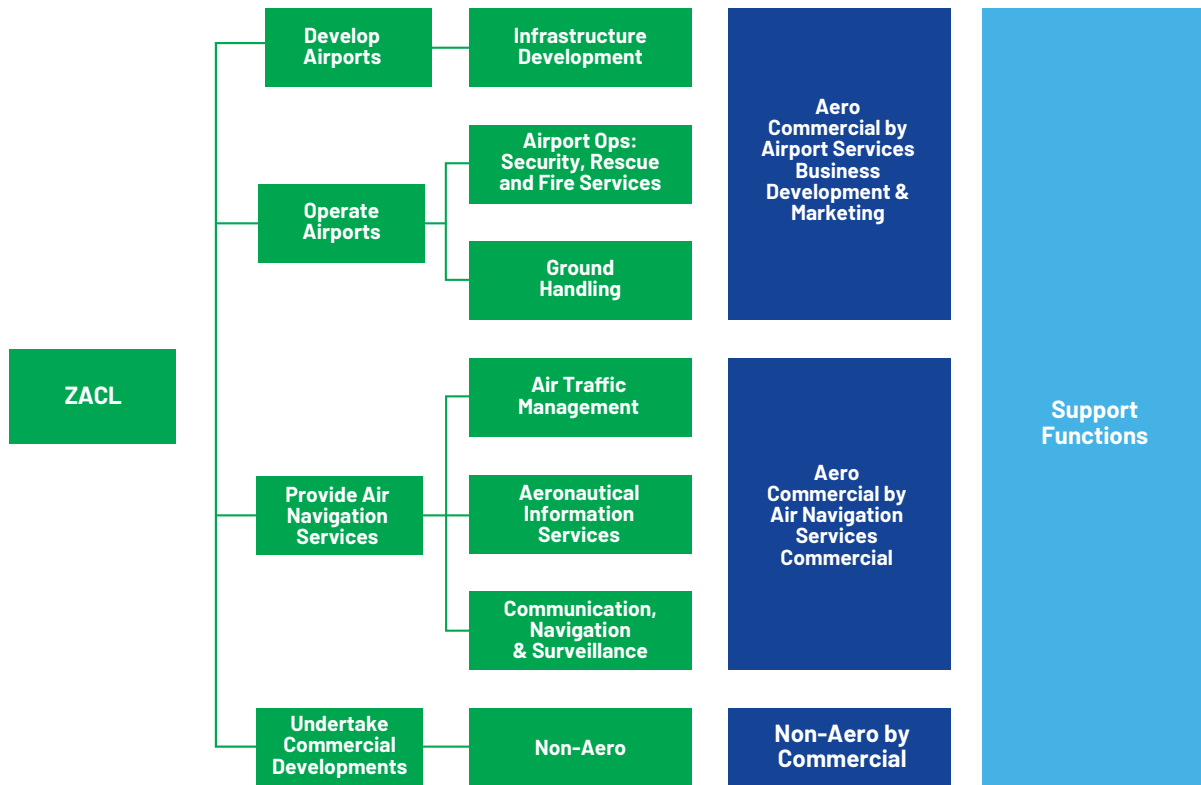 Develop
Airports
Infrastructure
Development
Aero
Commercial by
Airport Services
Business
Development &
Marketing
Airport Ops:
Security, Rescue
and Fire Services
Operate
Airports
Ground
Handling
ZACL
Air Traffic
Management
Support
Functions
Provide Air
Navigation
Services
Aeronautical
Information
Services
Aero
Commercial by
Air Navigation
Services
Commercial
Communication,
Navigation
& Surveillance
Undertake
Commercial
Developments
Non-Aero
Non-Aero by
Commercial